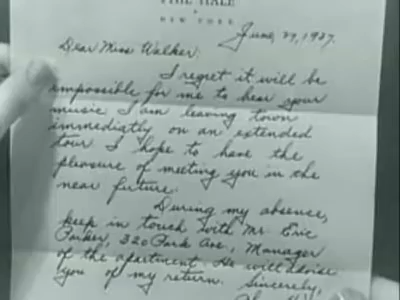 PHIL HALE
NEW YORK
June, 29, 1937.
Dear Miss Walker:
I regret it will be
impossible for me to hear your
music. I am leaving town
immediatly on an extended
tour. I hope to have the
pleasure of meeting you in the
near future.
During my absence,
keep in touch with Mr. Eric
Parker, 320 Park Ave., Manager
of the apartment. He will advise
you of my return. Sincerely,